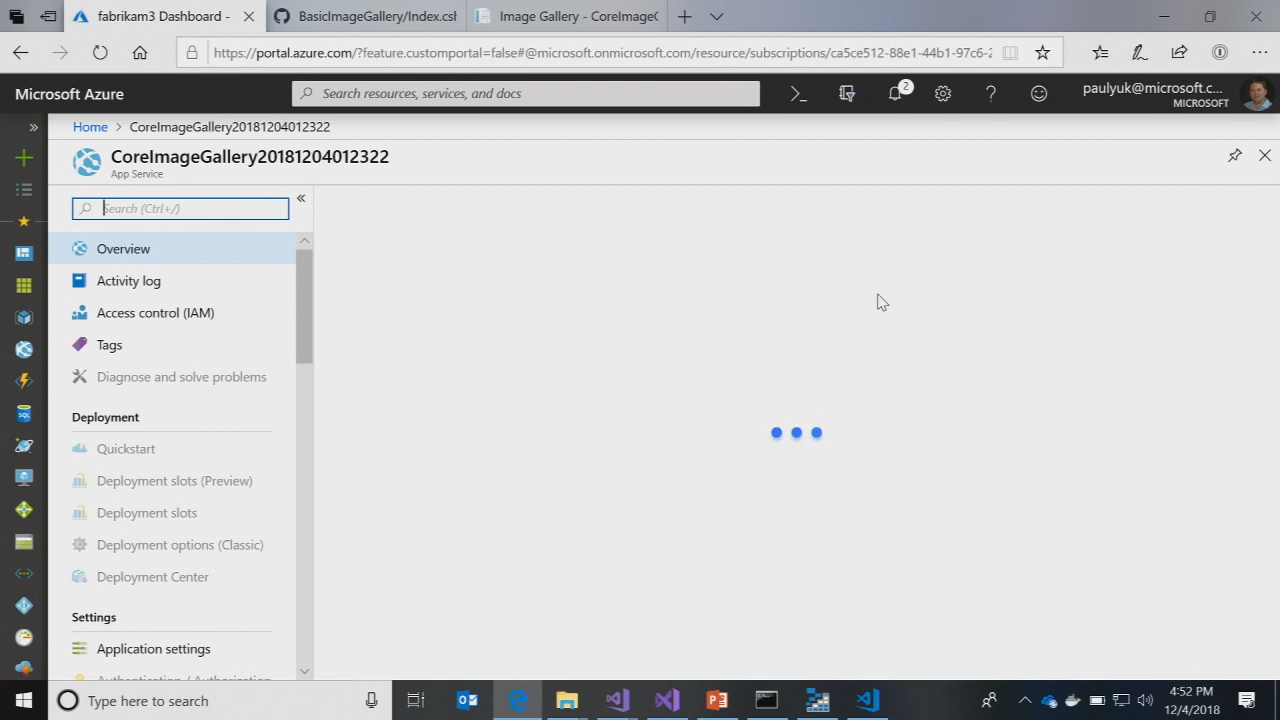 fabrikam3 Dashboard -
BasicImageGallery/Index.csh
Image Gallery - CoreImageG
https://portal.azure.com/?feature.customportal=false#@microsoft.onmicrosoft.com/resource/subscriptions/ca5ce512-88e1-44b1-97c6-2
Microsoft Azure
Search resources, services, and docs
2
paulyuk@microsoft.c...
MICROSOFT
Home > CoreImageGallery20181204012322
CoreImageGallery20181204012322
App Service
Search (Ctrl+/)
Overview
Activity log
Access control (IAM)
Tags
Diagnose and solve problems
Deployment
Quickstart
Deployment slots (Preview)
Deployment slots
Deployment options (Classic)
Deployment Center
Settings
Application settings
Authentication / Authorization
Type here to search
4:52 PM
12/4/2018